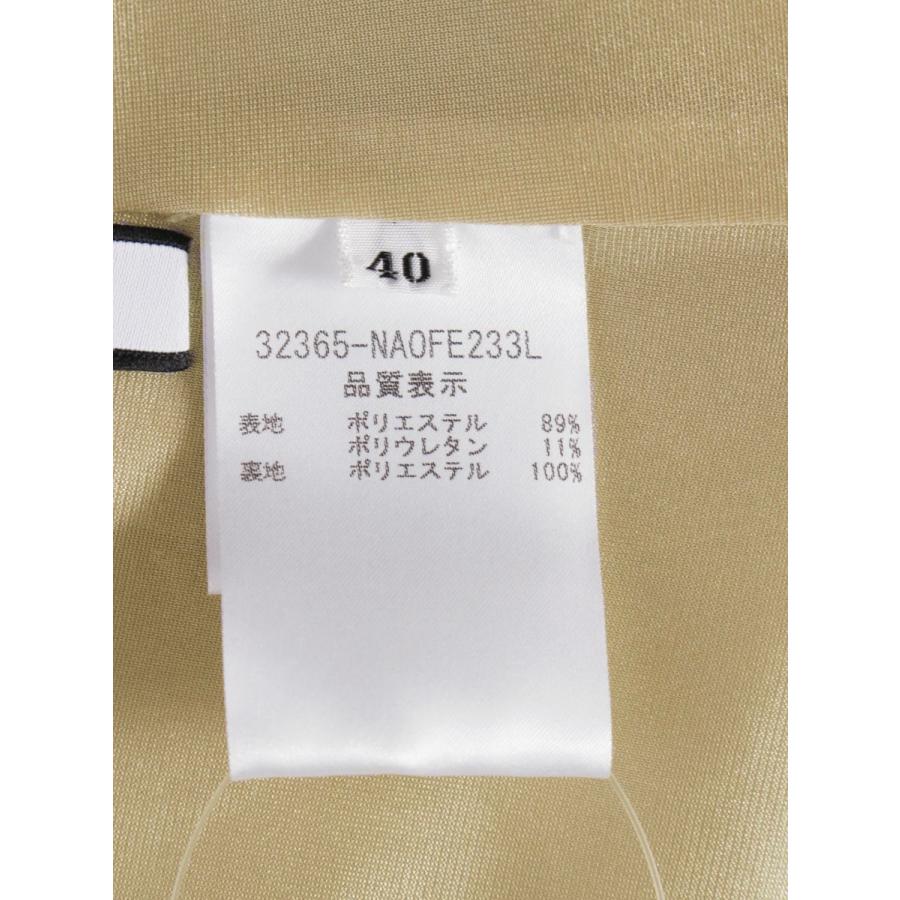 40
32365-NAOFE233L
品質表示
表地 ポリエステル 89%
ポリウレタン 11%
裏地 ポリエステル 100%